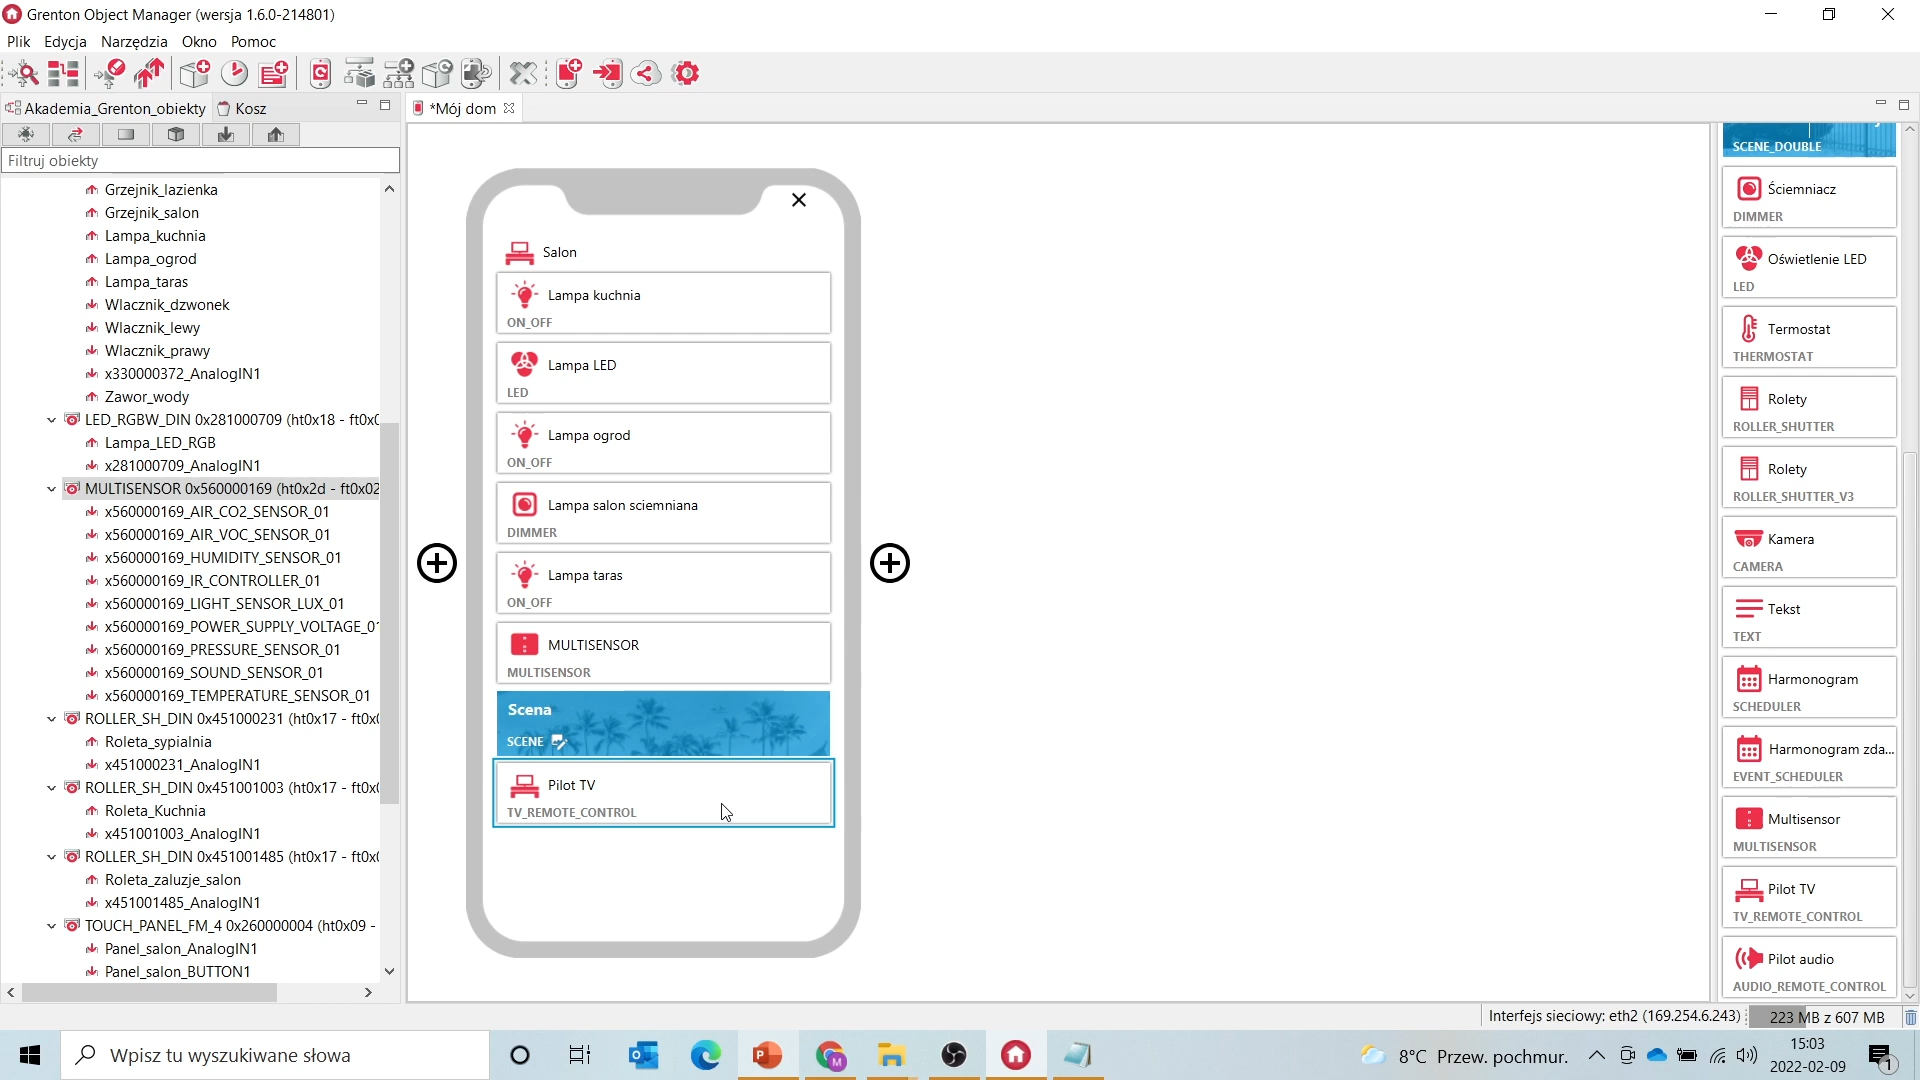 Grenton Object Manager (wersja 1.6.0-214801)
Plik Edycja Narzędzia Okno Pomoc
Akademia_Grenton_obiekty Kosz
*Mój dom
Filtruj obiekty
Grzejnik_lazienka
Grzejnik_salon
Lampa_kuchnia
Lampa_ogrod
Lampa_taras
Wlacznik_dzwonek
Wlacznik_lewy
Wlacznik_prawy
x330000372_AnalogIN1
Zawor_wody
LED_RGBW_DIN 0x281000709 (ht0x18 - ft0x0
Lampa_LED_RGB
x281000709_AnalogIN1
MULTISENSOR 0x560000169 (ht0x2d - ft0x02
x560000169_AIR_CO2_SENSOR_01
x560000169_AIR_VOC_SENSOR_01
x560000169_HUMIDITY_SENSOR_01
x560000169_IR_CONTROLLER_01
x560000169_LIGHT_SENSOR_LUX_01
x560000169_POWER_SUPPLY_VOLTAGE_0
x560000169_PRESSURE_SENSOR_01
x560000169_SOUND_SENSOR_01
x560000169_TEMPERATURE_SENSOR_01
ROLLER_SH_DIN 0x451000231 (ht0x17 - ft0x
Roleta_sypialnia
x451000231_AnalogIN1
ROLLER_SH_DIN 0x451001003 (ht0x17 - ft0x
Roleta_Kuchnia
x451001003_AnalogIN1
ROLLER_SH_DIN 0x451001485 (ht0x17 - ft0x
Roleta_zaluzje_salon
x451001485_AnalogIN1
TOUCH_PANEL_FM_4 0x260000004 (ht0x09 -
Panel_salon_AnalogIN1
Panel_salon_BUTTON1
Salon
Lampa kuchnia
ON_OFF
Lampa LED
LED
Lampa ogrod
ON_OFF
Lampa salon sciemniana
DIMMER
Lampa taras
ON_OFF
MULTISENSOR
MULTISENSOR
Scena
SCENE
Pilot TV
TV_REMOTE_CONTROL
SCENE_DOUBLE
Ściemniacz
DIMMER
Oświetlenie LED
LED
Termostat
THERMOSTAT
Rolety
ROLLER_SHUTTER
Rolety
ROLLER_SHUTTER_V3
Kamera
CAMERA
Tekst
TEXT
Harmonogram
SCHEDULER
Harmonogram zda...
EVENT_SCHEDULER
Multisensor
MULTISENSOR
Pilot TV
TV_REMOTE_CONTROL
Pilot audio
AUDIO_REMOTE_CONTROL
Interfejs sieciowy: eth2 (169.254.6.243) 223 MB z 607 MB
Wpisz tu wyszukiwane słowa
8°C Przew. pochmur.
15:03
2022-02-09
1